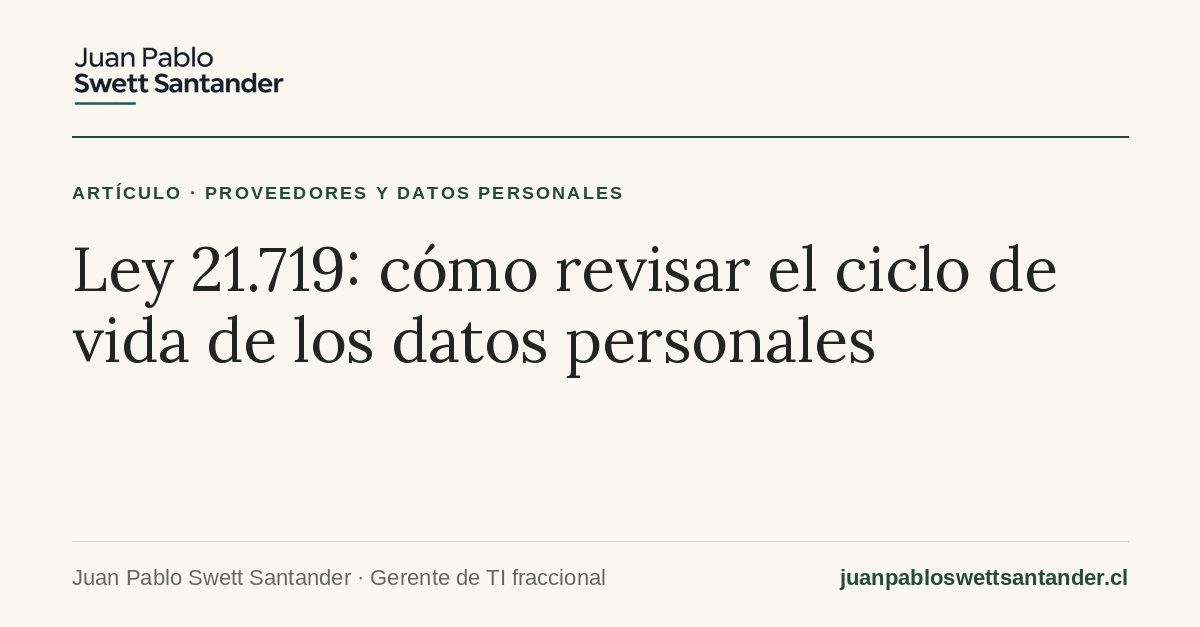 Juan Pablo
Swett Santander
ARTÍCULO · PROVEEDORES Y DATOS PERSONALES
Ley 21.719: cómo revisar el ciclo de
vida de los datos personales
Juan Pablo Swett Santander · Gerente de TI fraccional
juanpabloswettsantander.cl